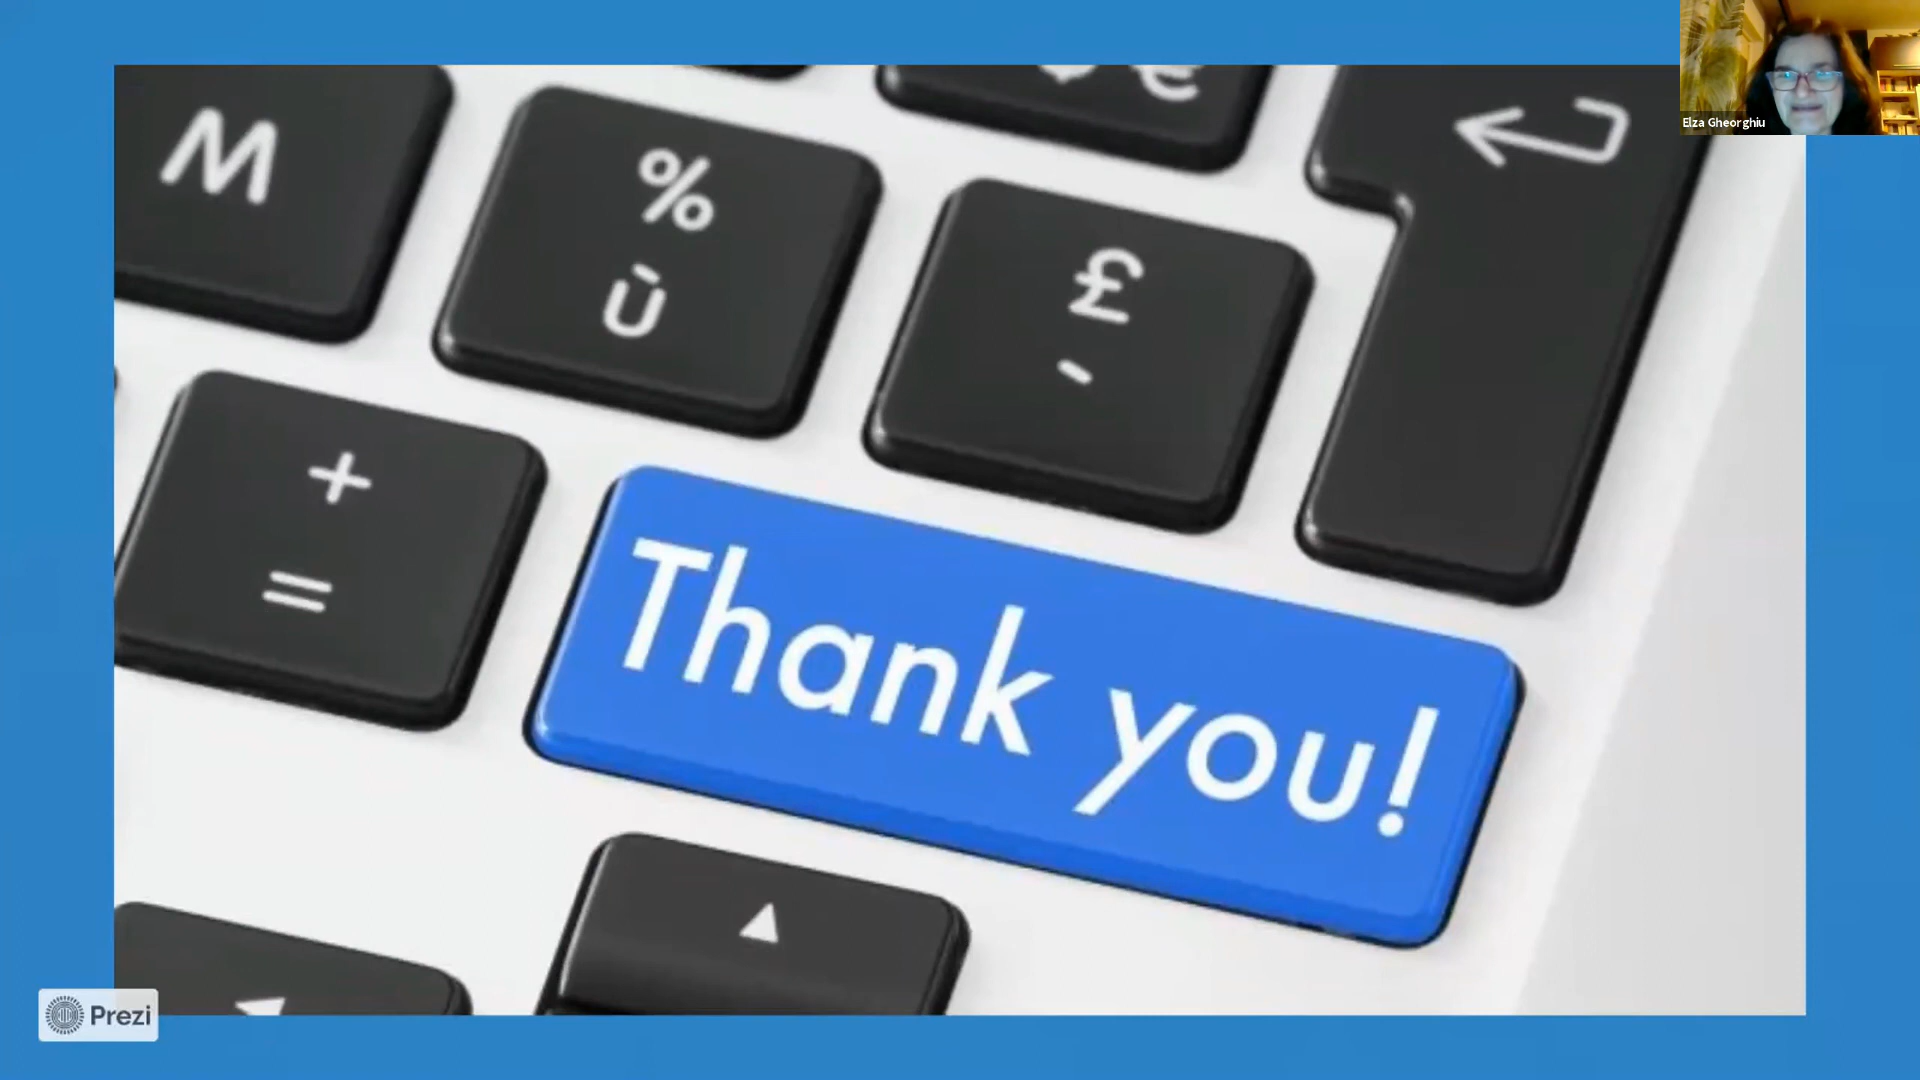 Elza Gheorghiu
M
%
ù
£
`
€
+
=
Thank you!
Prezi